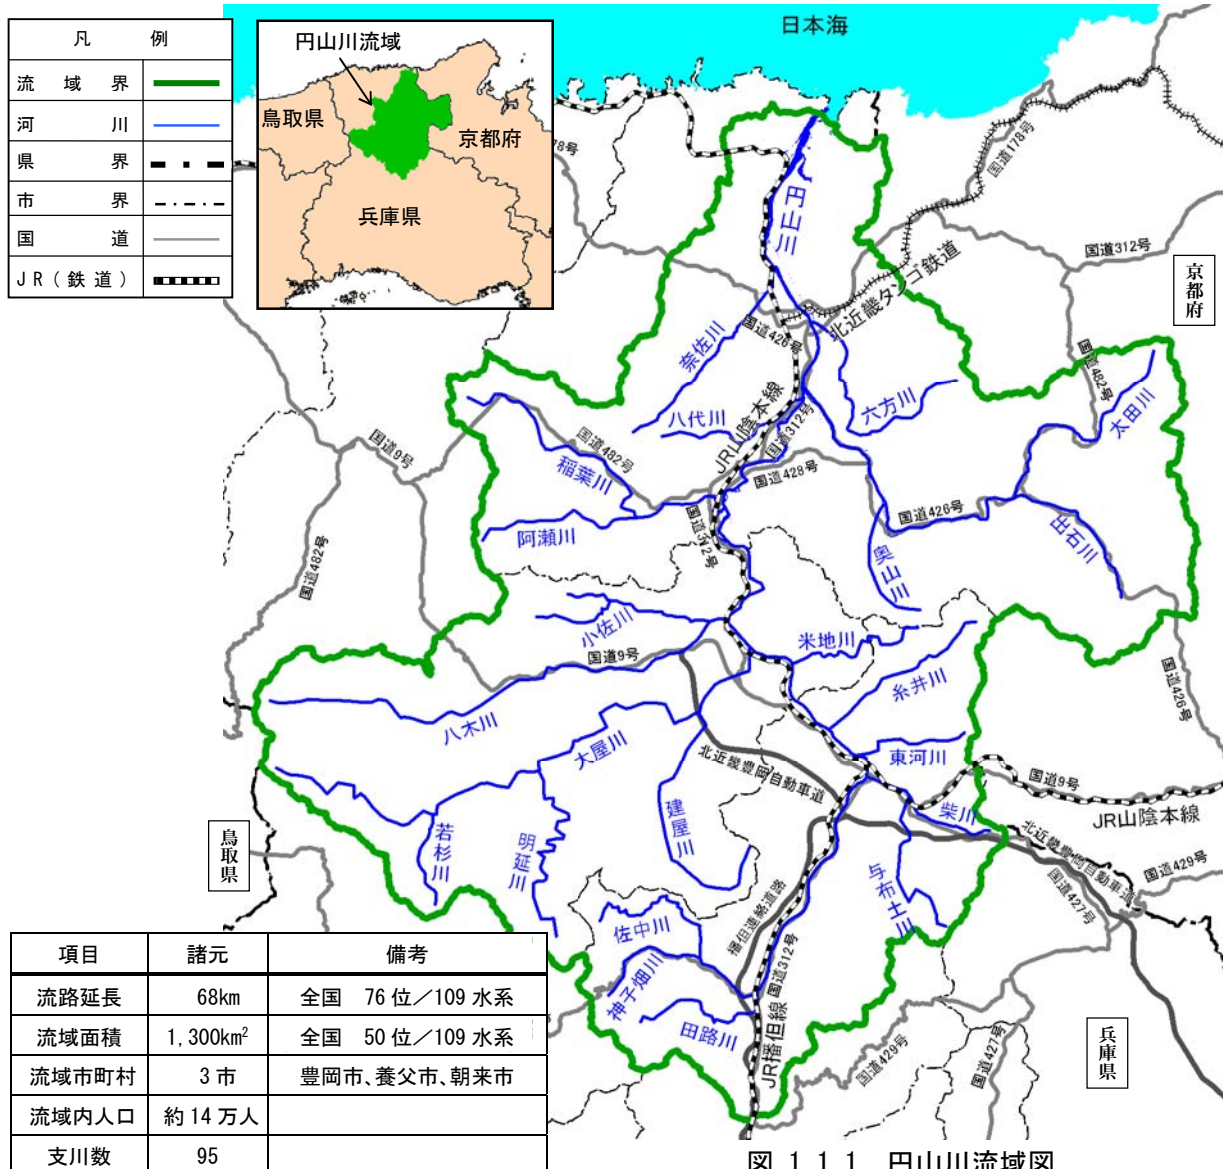 凡 例
流 域 界
河 川
県 界
市 界
国 道
JR(鉄道)
円山川流域
鳥取県
京都府
兵庫県
日本海
国道178号
円山川
国道312号
京都府
北近畿タンゴ鉄道
国道426号
奈佐川
八代川
六方川
国道482号
太田川
JR山陰本線
国道312号
国道9号
国道482号
稲葉川
国道428号
国道426号
阿瀬川
国道312号
奥山川
出石川
国道482号
小佐川
米地川
国道9号
糸井川
国道426号
八木川
大屋川
北近畿豊岡自動車道
東河川
国道9号
JR山陰本線
柴川
建屋川
若杉川
明延川
鳥取県
与布土川
北近畿豊岡自動車道
国道429号
国道427号
播但連絡道路
佐中川
神子畑川
国道312号
田路川
JR播但線
国道429号
国道427号
兵庫県
項目 諸元 備考
流路延長 68km 全国 76位/109水系
流域面積 1,300km² 全国 50位/109水系
流域市町村 3市 豊岡市、養父市、朝来市
流域内人口 約14万人
支川数 95
図 1.1.1 円山川流域図